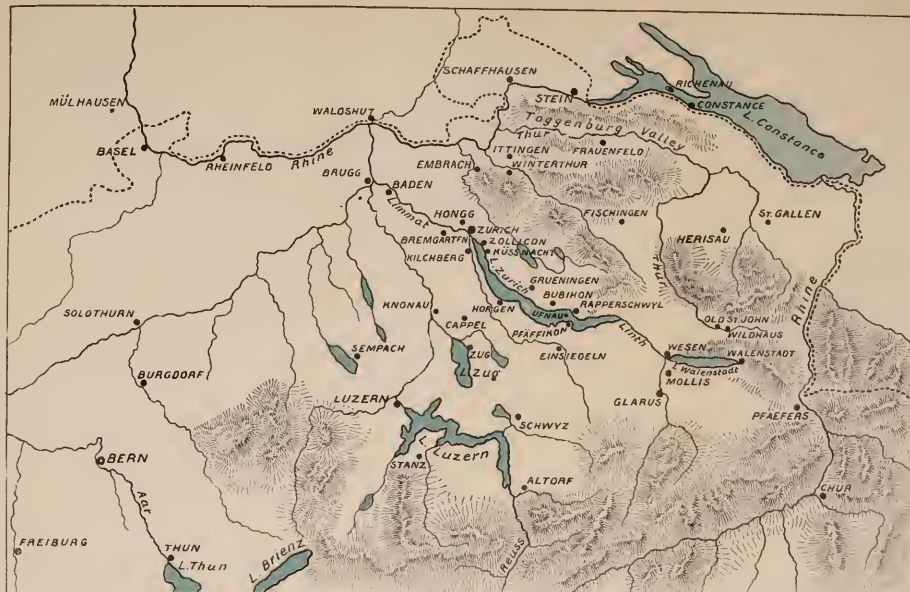 SCHAFFHAUSEN
RICHENAU
STEIN
MÜLHAUSEN
CONSTANCE
WALDSHUT
L. Constance
Toggenburg Valley
Thur
BASEL
ITTINGEN
FRAUENFELD
Rhine
EMBRACH
WINTERTHUR
RHEINFELD
BRUGG
BADEN
Limmat
HONGG
FISCHINGEN
ST. GALLEN
ZURICH
BREMGARTEN
ZOLLICON
KÜSSNACHT
HERISAU
KILCHBERG
L. Zurich
Thur
GRUENINGEN
BUBIHON
Rhine
KNONAU
HORGEN
RAPPERSCHWYL
UFNAU
SOLOTHURN
CAPPEL
PFÄFFIKON
Linth
OLD ST. JOHN
WILDHAUS
SEMPACH
ZUG
EINSIEDELN
WESEN
WALENSTADT
L. Walenstadt
L. Zug
MOLLIS
BURGDORF
LUZERN
GLARUS
PFAEFERS
SCHWYZ
L. Luzern
BERN
STANZ
ALTORF
CHUR
Aar
FREIBURG
THUN
L. Thun
L. Brienz
Reuss